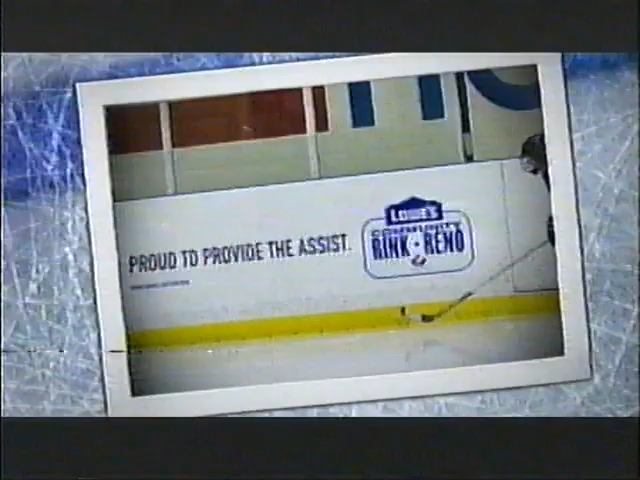 PROUD TO PROVIDE THE ASSIST.
LOWE'S
COMMUNITY
RINK RENO